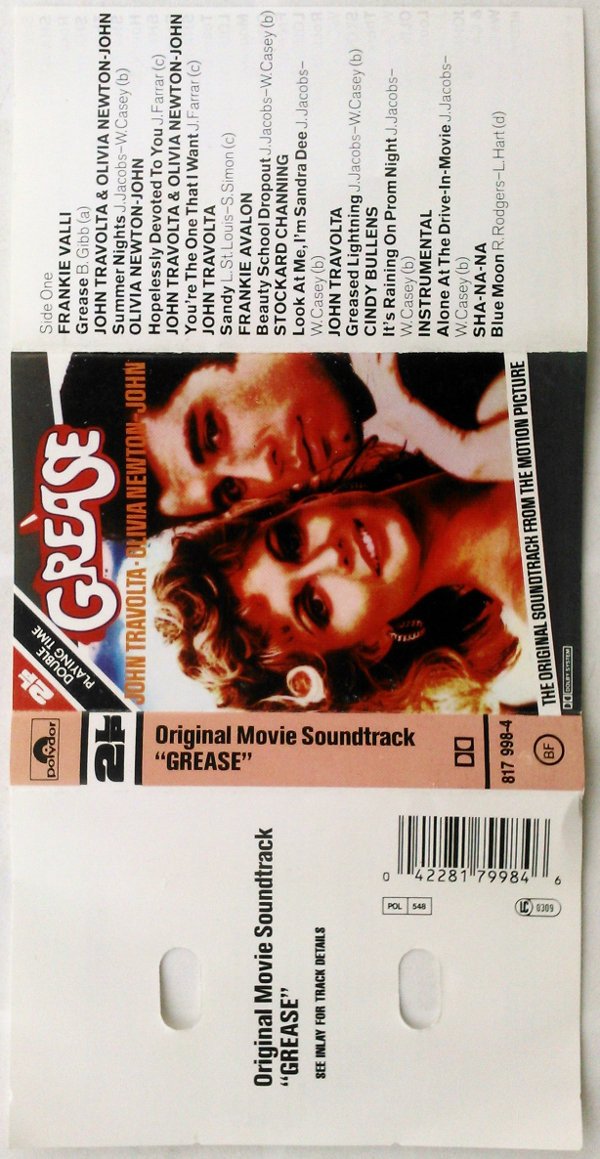 Side One
FRANKIE VALLI
Grease B.Gibb (a)
JOHN TRAVOLTA & OLIVIA NEWTON-JOHN
Summer Nights J.Jacobs–W.Casey (b)
OLIVIA NEWTON-JOHN
Hopelessly Devoted To You J.Farrar (c)
JOHN TRAVOLTA & OLIVIA NEWTON-JOHN
You're The One That I Want J.Farrar (c)
JOHN TRAVOLTA
Sandy L.St.Louis–S.Simon (c)
FRANKIE AVALON
Beauty School Dropout J.Jacobs–W.Casey (b)
STOCKARD CHANNING
Look At Me, I'm Sandra Dee J.Jacobs–
W.Casey (b)
JOHN TRAVOLTA
Greased Lightning J.Jacobs–W.Casey (b)
CINDY BULLENS
It's Raining On Prom Night J.Jacobs–
W.Casey (b)
INSTRUMENTAL
Alone At The Drive-In-Movie J.Jacobs–
W.Casey (b)
SHA-NA-NA
Blue Moon R.Rodgers–L.Hart (d)
2LP
DOUBLE
PLAYING TIME
GREASE
JOHN TRAVOLTA · OLIVIA NEWTON-JOHN
THE ORIGINAL SOUNDTRACK FROM THE MOTION PICTURE
DOLBY SYSTEM
polydor
2LP
Original Movie Soundtrack
“GREASE”
817 998-4
BF
Original Movie Soundtrack
“GREASE”
SEE INLAY FOR TRACK DETAILS
0 42281 79984 6
POL 548
LC 0309